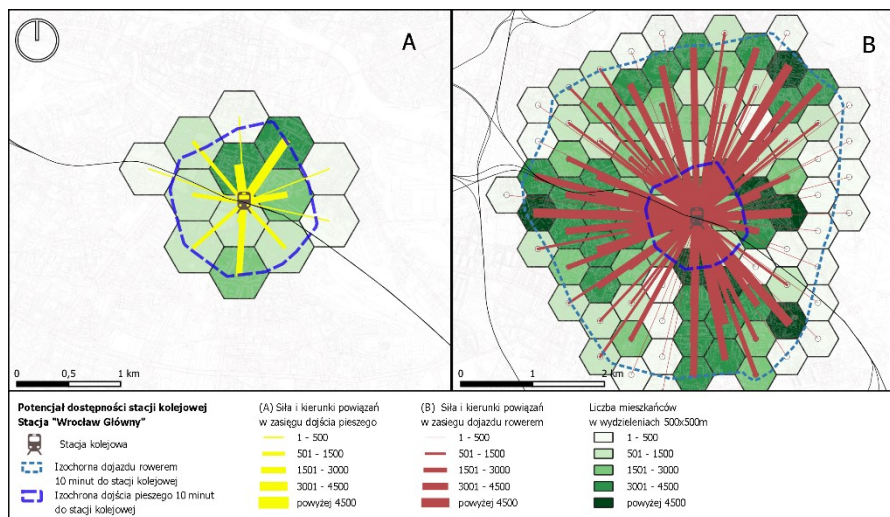 A
B
0 0,5 1 km
0 1 2 km
Potencjał dostępności stacji kolejowej
Stacja "Wrocław Główny"
Stacja kolejowa
Izochorna dojazdu rowerem
10 minut do stacji kolejowej
Izochrona dojścia pieszego 10 minut
do stacji kolejowej
(A) Siła i kierunki powiązań
w zasięgu dojścia pieszego
1 - 500
501 - 1500
1501 - 3000
3001 - 4500
powyżej 4500
(B) Siła i kierunki powiązań
w zasiegu dojazdu rowerem
1 - 500
501 - 1500
1501 - 3000
3001 - 4500
powyżej 4500
Liczba mieszkańców
w wydzieleniach 500x500m
1 - 500
501 - 1500
1501 - 3000
3001 - 4500
powyżej 4500